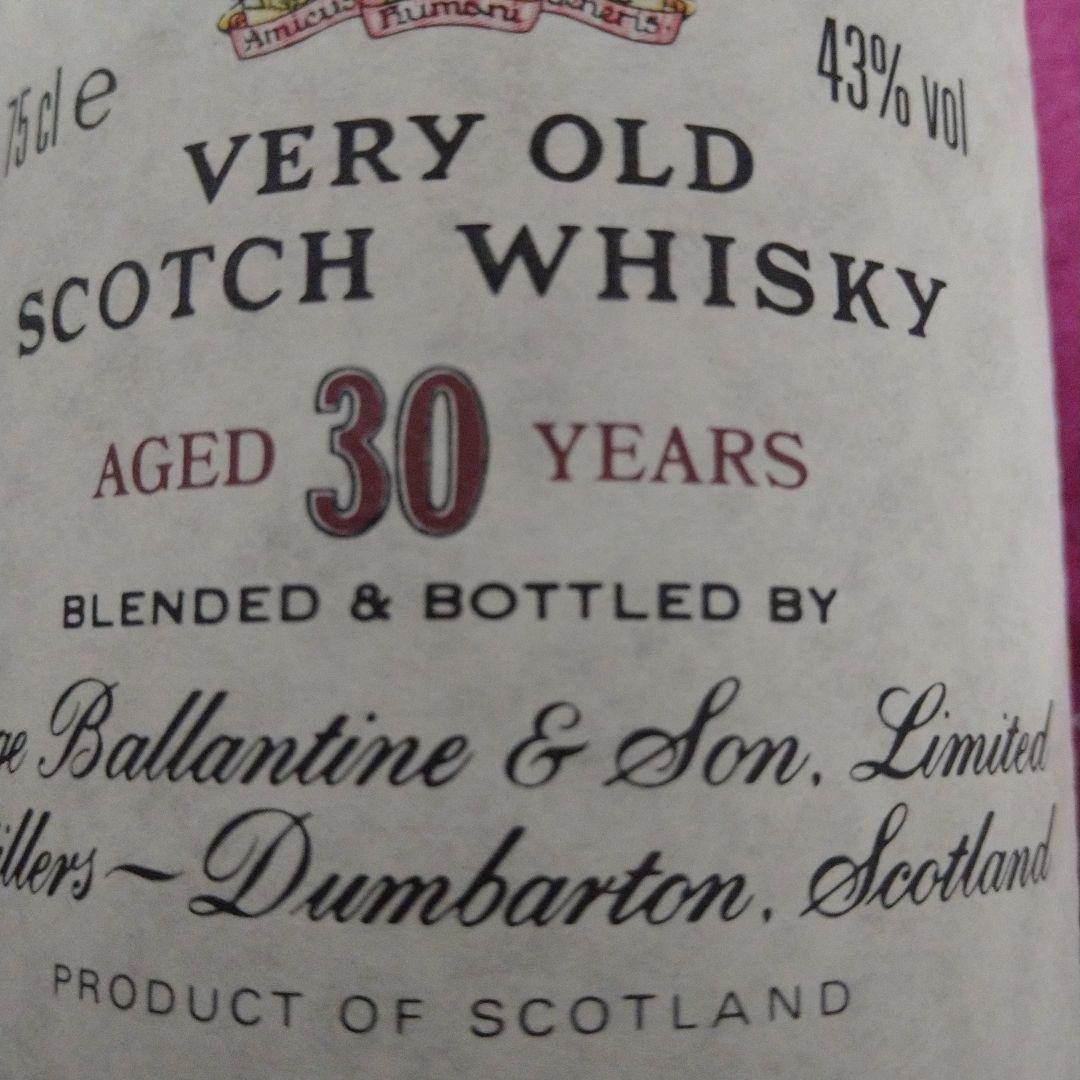 Amicus Humani Generis
75cl e
43% vol
VERY OLD
SCOTCH WHISKY
AGED 30 YEARS
BLENDED & BOTTLED BY
Ballantine & Son, Limited
Dumbarton, Scotland
PRODUCT OF SCOTLAND